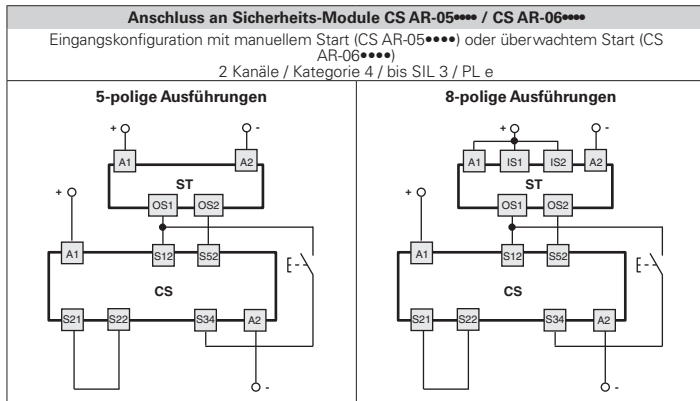 Anschluss an Sicherheits-Module CS AR-05•••• / CS AR-06••••
Eingangskonfiguration mit manuellem Start (CS AR-05••••) oder überwachtem Start (CS
AR-06••••)
2 Kanäle / Kategorie 4 / bis SIL 3 / PL e
5-polige Ausführungen
+ -
A1 A2
ST
+
OS1 OS2
A1 S12 S52
CS
S21 S22 S34 A2
-
8-polige Ausführungen
+ -
A1 IS1 IS2 A2
ST
+
OS1 OS2
A1 S12 S52
CS
S21 S22 S34 A2
-